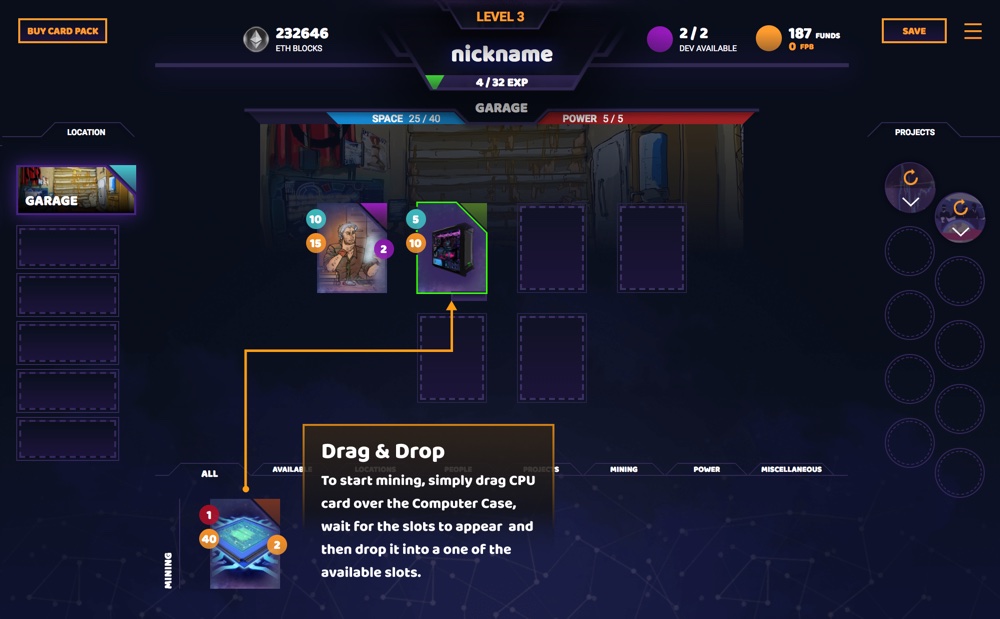 BUY CARD PACK
232646
ETH BLOCKS
LEVEL 3
nickname
4 / 32 EXP
2 / 2
DEV AVAILABLE
187 FUNDS
0 FPB
SAVE
GARAGE
SPACE 25 / 40
POWER 5 / 5
LOCATION
PROJECTS
GARAGE
10
15
2
5
10
ALL
AVAILAB
LOCATIONS
PEOPLE
PROJECTS
MINING
POWER
MISCELLANEOUS
Drag & Drop
To start mining, simply drag CPU
card over the Computer Case,
wait for the slots to appear and
then drop it into a one of the
available slots.
MINING
1
40
2